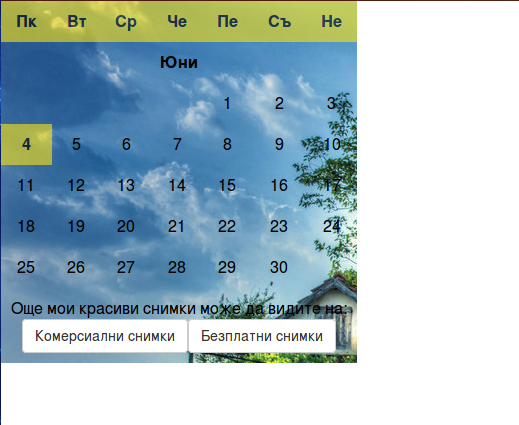 Пк Вт Ср Че Пе Съ Не
Юни
1 2 3
4 5 6 7 8 9 10
11 12 13 14 15 16 17
18 19 20 21 22 23 24
25 26 27 28 29 30
Още мои красиви снимки може да видите на:
Комерсиални снимки Безплатни снимки